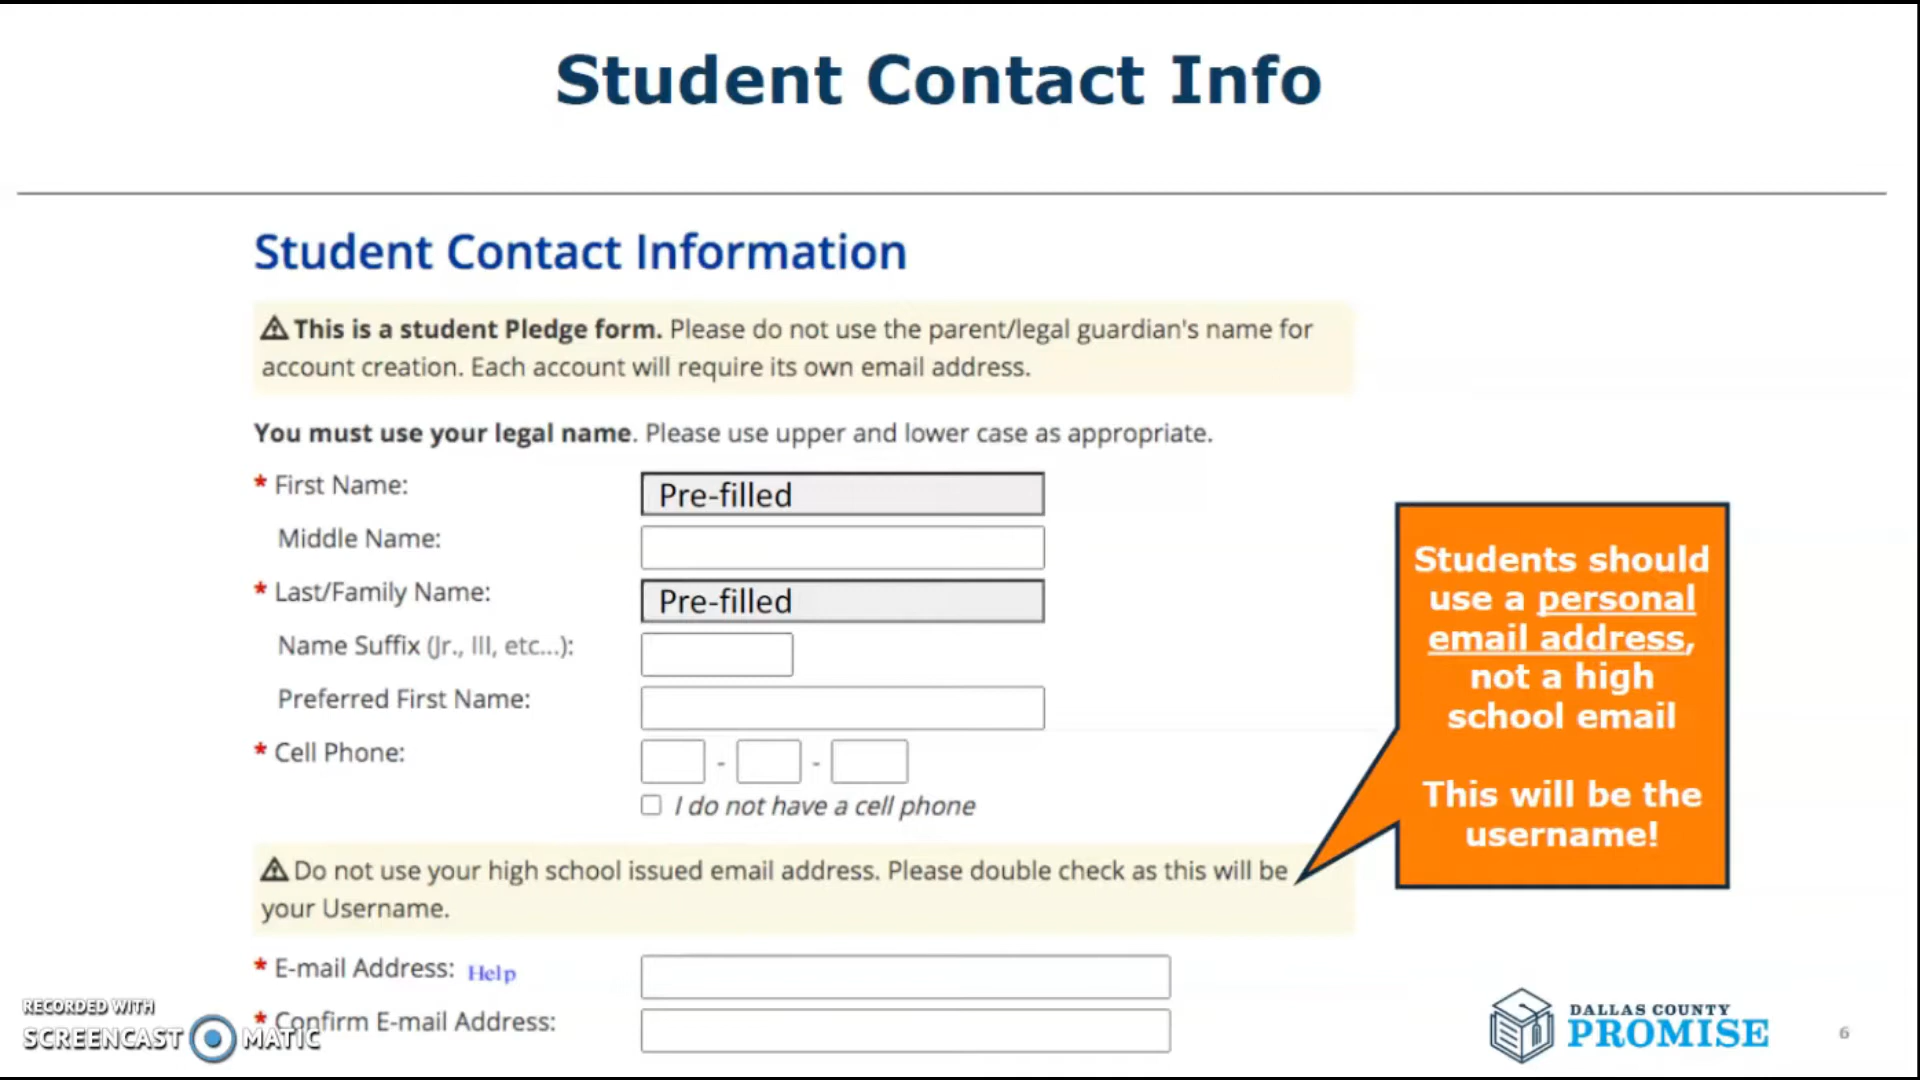 Student Contact Info
Student Contact Information
This is a student Pledge form. Please do not use the parent/legal guardian's name for
account creation. Each account will require its own email address.
You must use your legal name. Please use upper and lower case as appropriate.
* First Name:
Pre-filled
Middle Name:
* Last/Family Name:
Pre-filled
Name Suffix (Jr., III, etc...):
Preferred First Name:
* Cell Phone:
- -
I do not have a cell phone
Do not use your high school issued email address. Please double check as this will be
your Username.
* E-mail Address: Help
* Confirm E-mail Address:
Students should
use a personal
email address,
not a high
school email
This will be the
username!
RECORDED WITH
SCREENCAST MATIC
DALLAS COUNTY
PROMISE
6